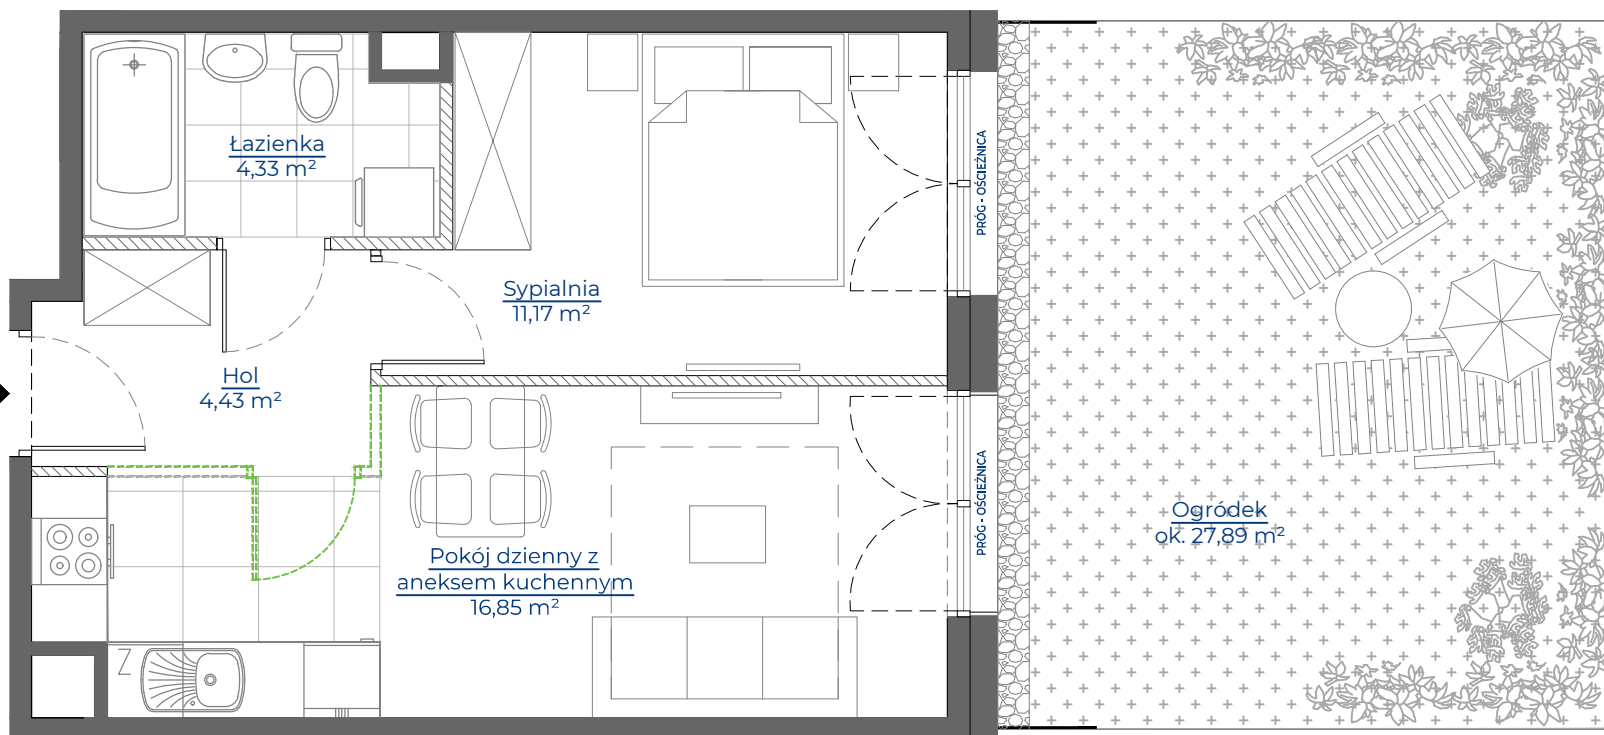 Łazienka
4,33 m²
Sypialnia
11,17 m²
Hol
4,43 m²
Pokój dzienny z
aneksem kuchennym
16,85 m²
PRÓG - OŚCIEŻNICA
PRÓG - OŚCIEŻNICA
Ogródek
ok. 27,89 m²
Z